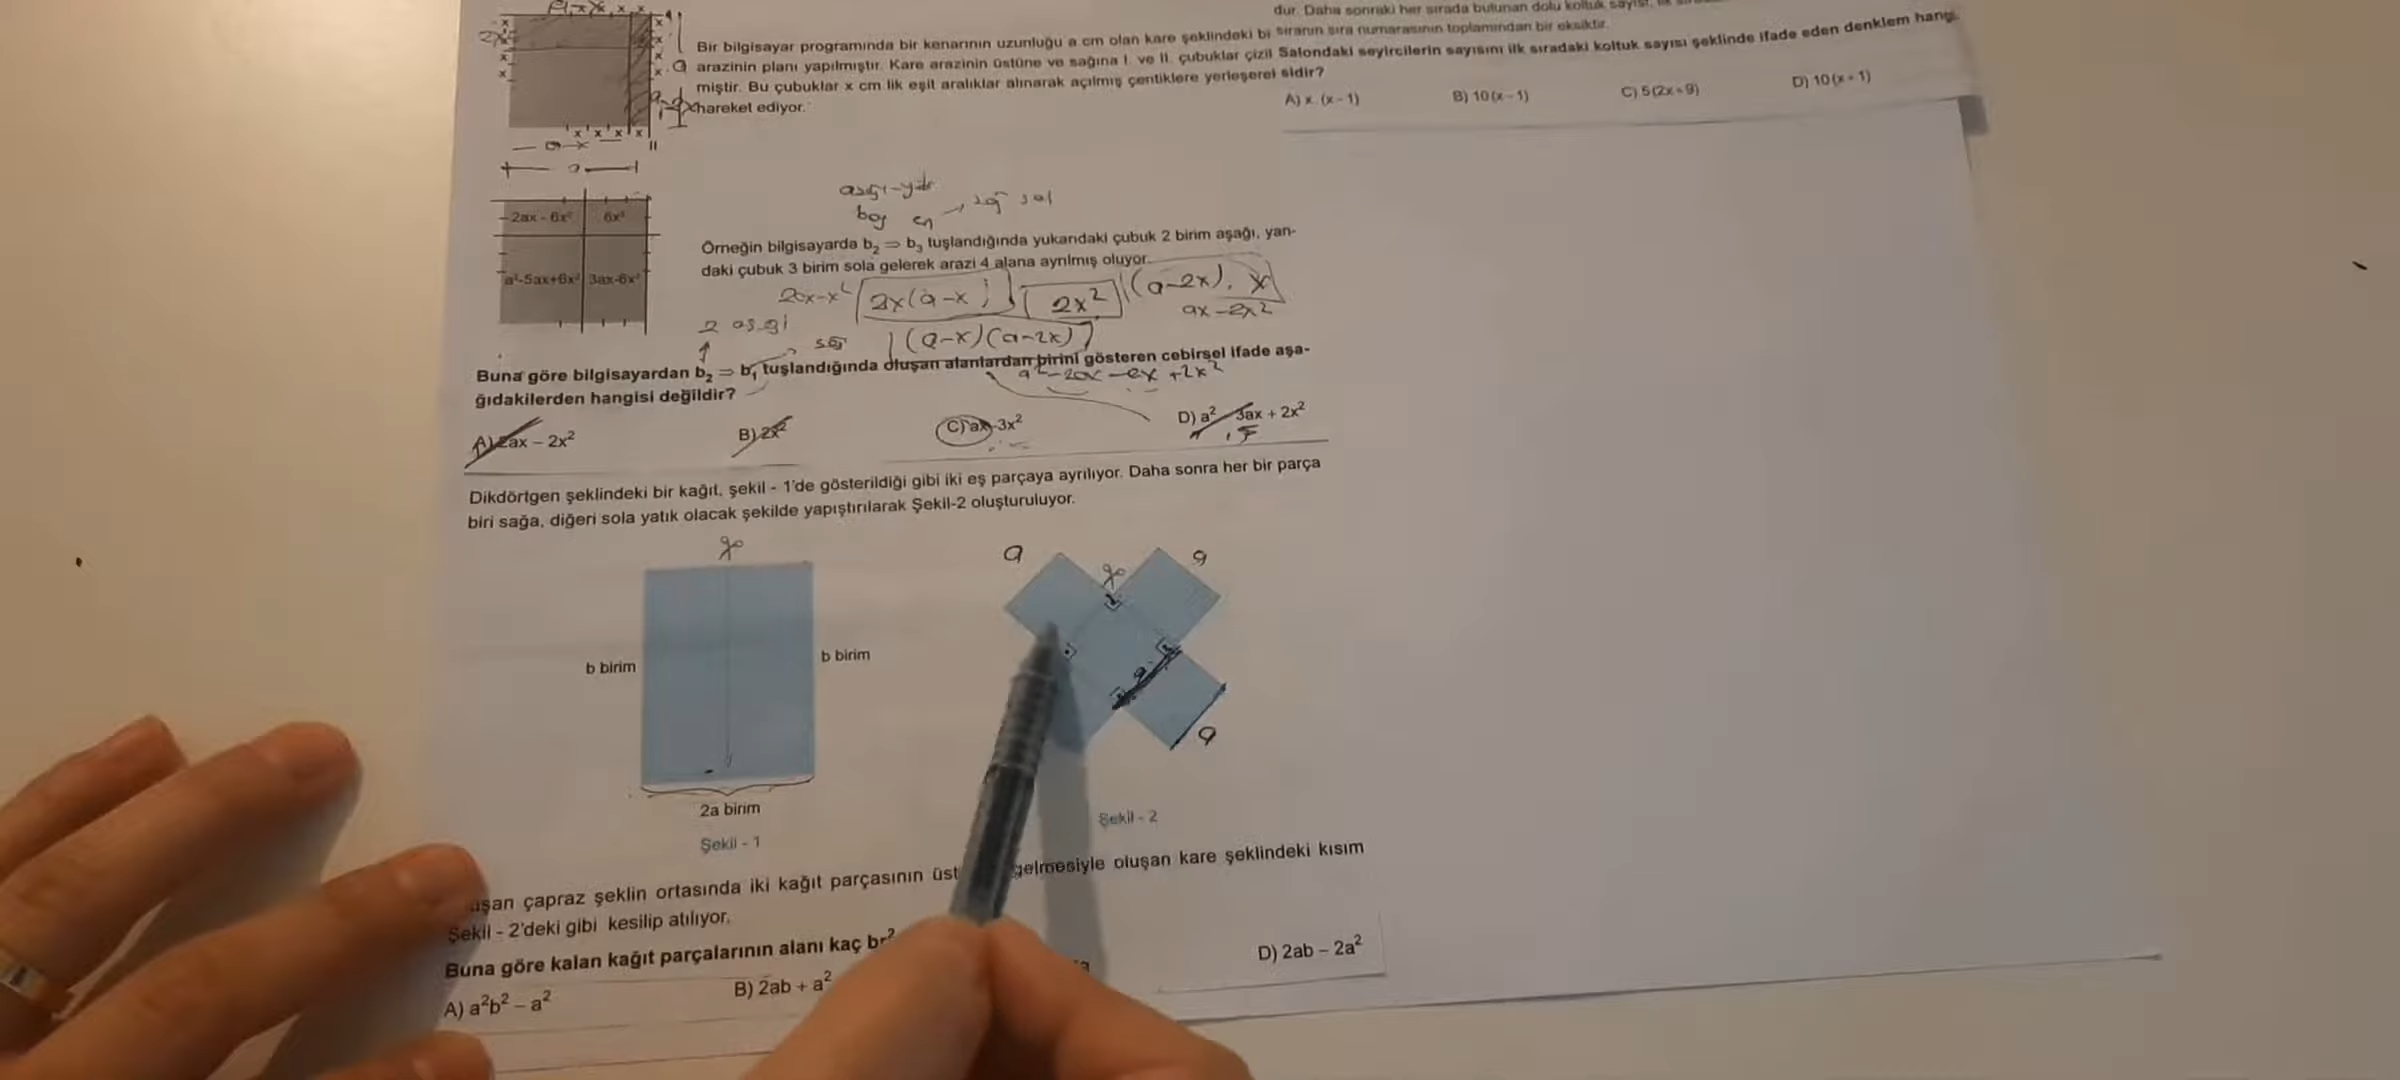 dur. Daha sonraki her sırada bulunan dolu koltuk
sıranın sıra numarasının toplamından bir eksiktir.
Bir bilgisayar programında bir kenarının uzunluğu a cm olan kare şeklindeki bi
arazinin planı yapılmıştır. Kare arazinin üstüne ve sağına I. ve II. çubuklar çizil
miştir. Bu çubuklar x cm lik eşit aralıklar alınarak açılmış çentiklere yerleşerel
hareket ediyor.
Salondaki seyircilerin sayısını ilk sıradaki koltuk sayısı şeklinde ifade eden denklem hangi
sidir?
A) x. (x - 1)
B) 10 (x - 1)
C) 5 (2x + 9)
D) 10 (x + 1)
x x x x
II
a
2ax - 6x² 6x²
a²-5ax+6x² 3ax-6x²
sol
Örneğin bilgisayarda b₂ ⇒ b₃ tuşlandığında yukarıdaki çubuk 2 birim aşağı, yan-
daki çubuk 3 birim sola gelerek arazi 4 alana ayrılmış oluyor.
2x(a-x) 2x² (a-2x). x
ax-2x²
(a-x)(a-2x)
Buna göre bilgisayardan b₂ ⇒ b₁ tuşlandığında oluşan alanlardan birini gösteren cebirsel ifade aşa-
ğıdakilerden hangisi değildir?
A) 2ax – 2x²
B) 2x²
C) ax-3x²
D) a² - 3ax + 2x²
Dikdörtgen şeklindeki bir kağıt, şekil - 1'de gösterildiği gibi iki eş parçaya ayrılıyor. Daha sonra her bir parça
biri sağa, diğeri sola yatık olacak şekilde yapıştırılarak Şekil-2 oluşturuluyor.
a
b birim
b birim
2a birim
Şekil - 1
a
Şekil - 2
şan çapraz şeklin ortasında iki kağıt parçasının üst gelmesiyle oluşan kare şeklindeki kısım
Şekil - 2'deki gibi kesilip atılıyor.
Buna göre kalan kağıt parçalarının alanı kaç br²
A) a²b² – a²
B) 2ab + a²
D) 2ab – 2a²